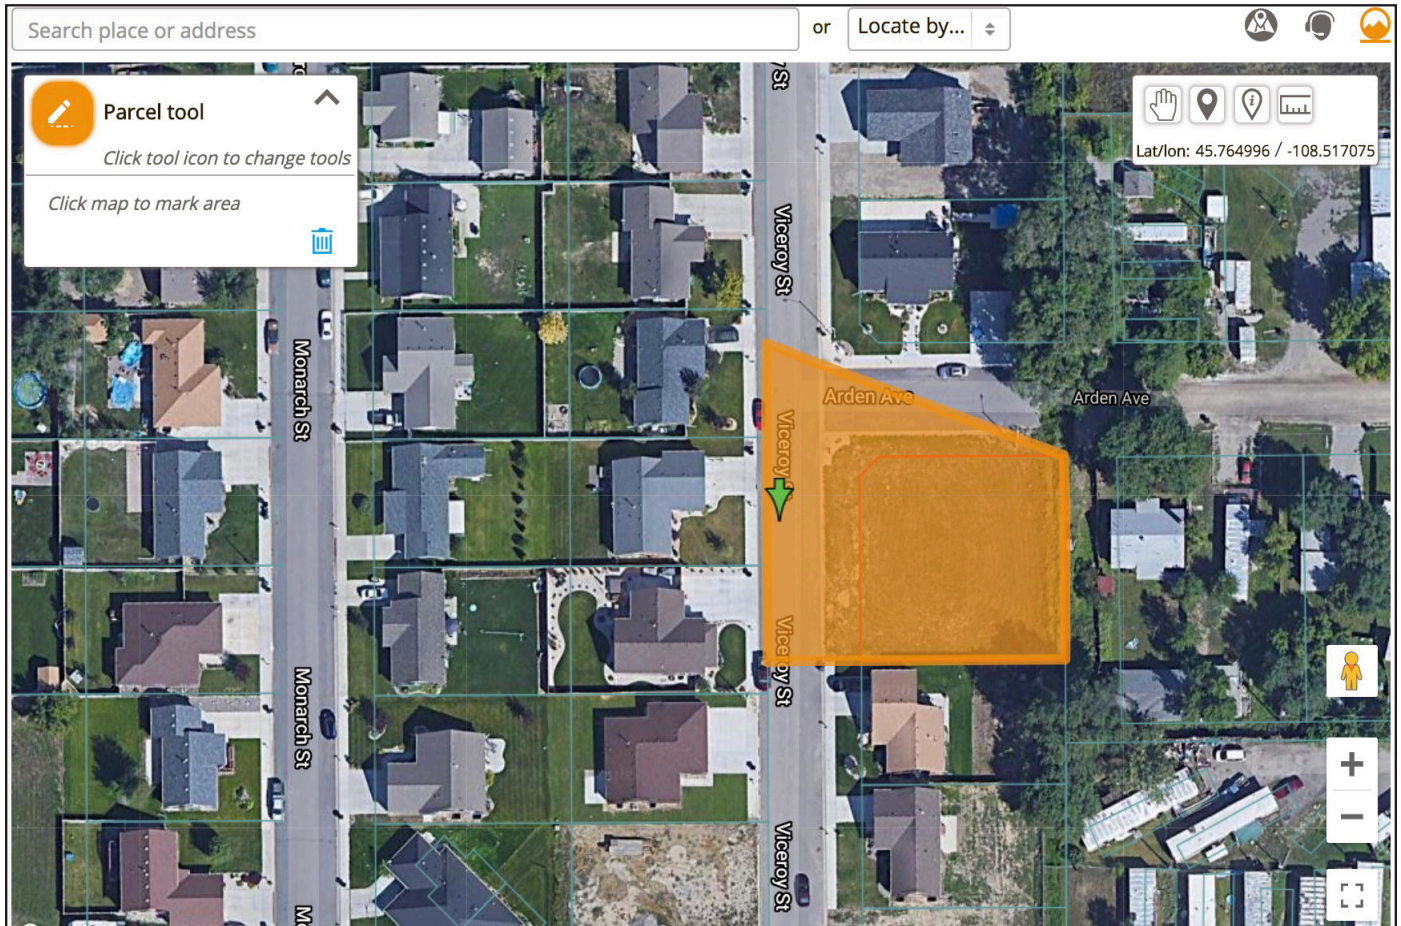 Search place or address
or
Locate by...
Parcel tool
Click tool icon to change tools
Click map to mark area
Lat/lon: 45.764996 / -108.517075
y St
Viceroy St
Monarch St
Arden Ave
Arden Ave
Viceroy S
Viceroy St
Monarch St
Viceroy St
Mo